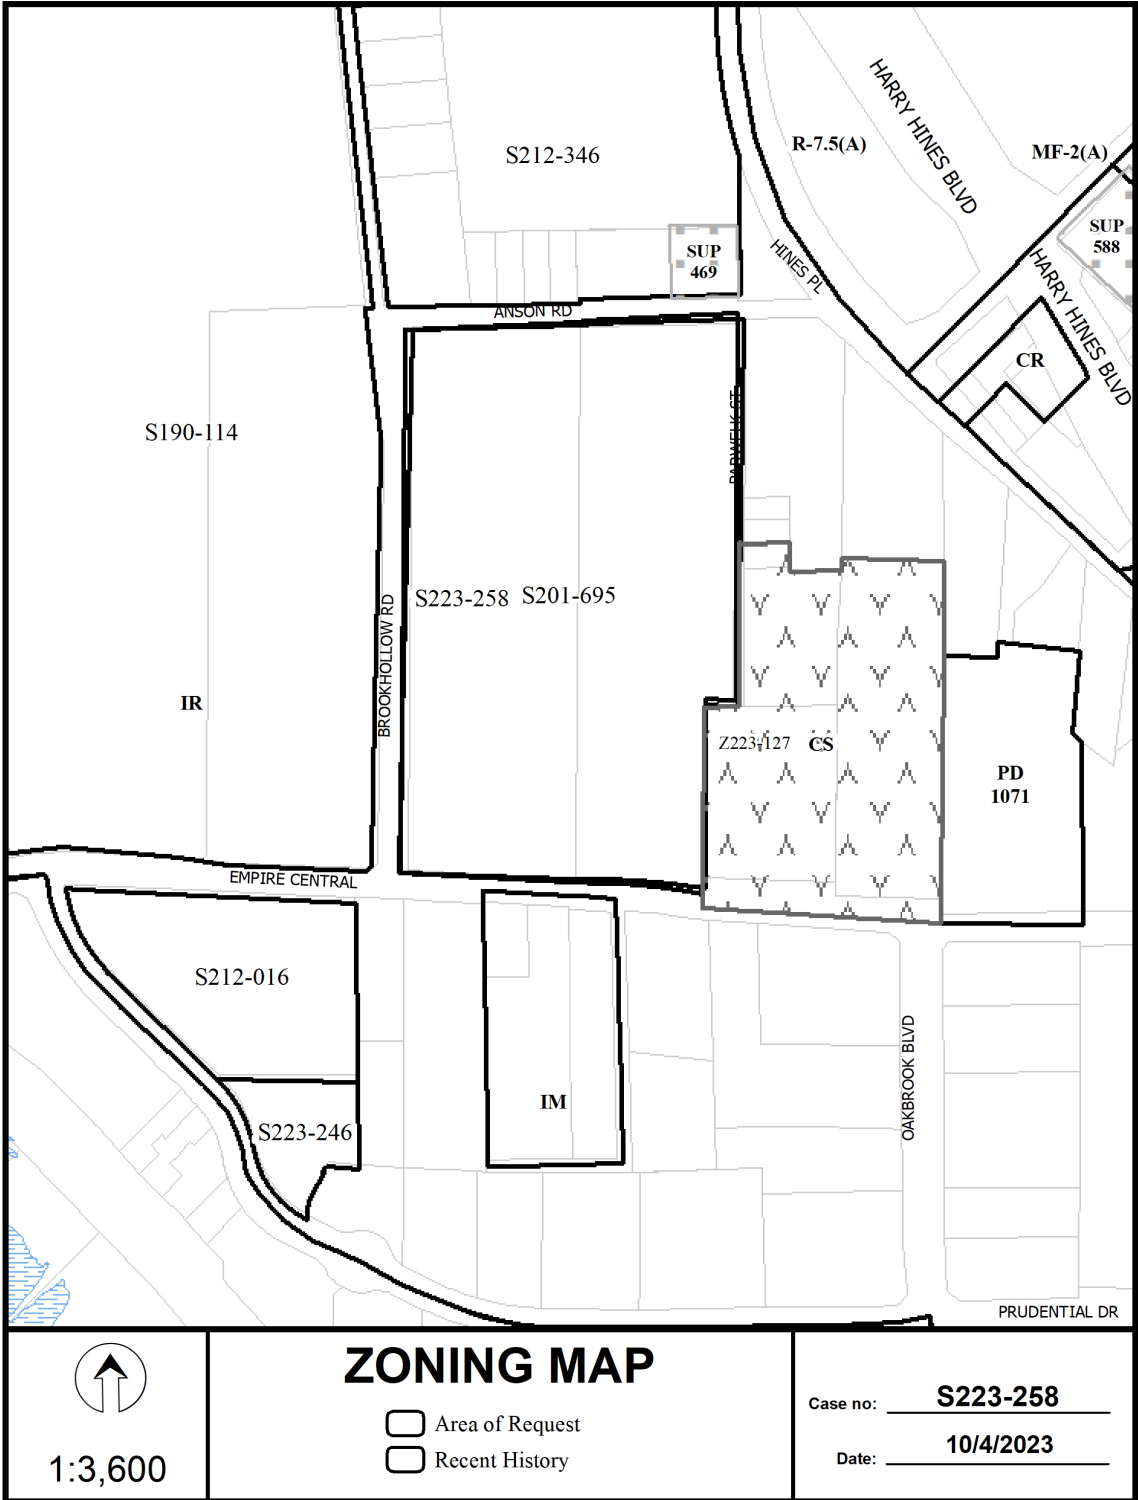 S212-346
HARRY HINES BLVD
R-7.5(A)
MF-2(A)
SUP
588
SUP
469
HINES PL
HARRY HINES BLVD
ANSON RD
CR
S190-114
S223-258
S201-695
BROOKHOLLOW RD
IR
Z223-127
CS
PD
1071
EMPIRE CENTRAL
S212-016
OAKBROOK BLVD
IM
S223-246
PRUDENTIAL DR
ZONING MAP
Area of Request
Recent History
1:3,600
Case no: S223-258
Date: 10/4/2023